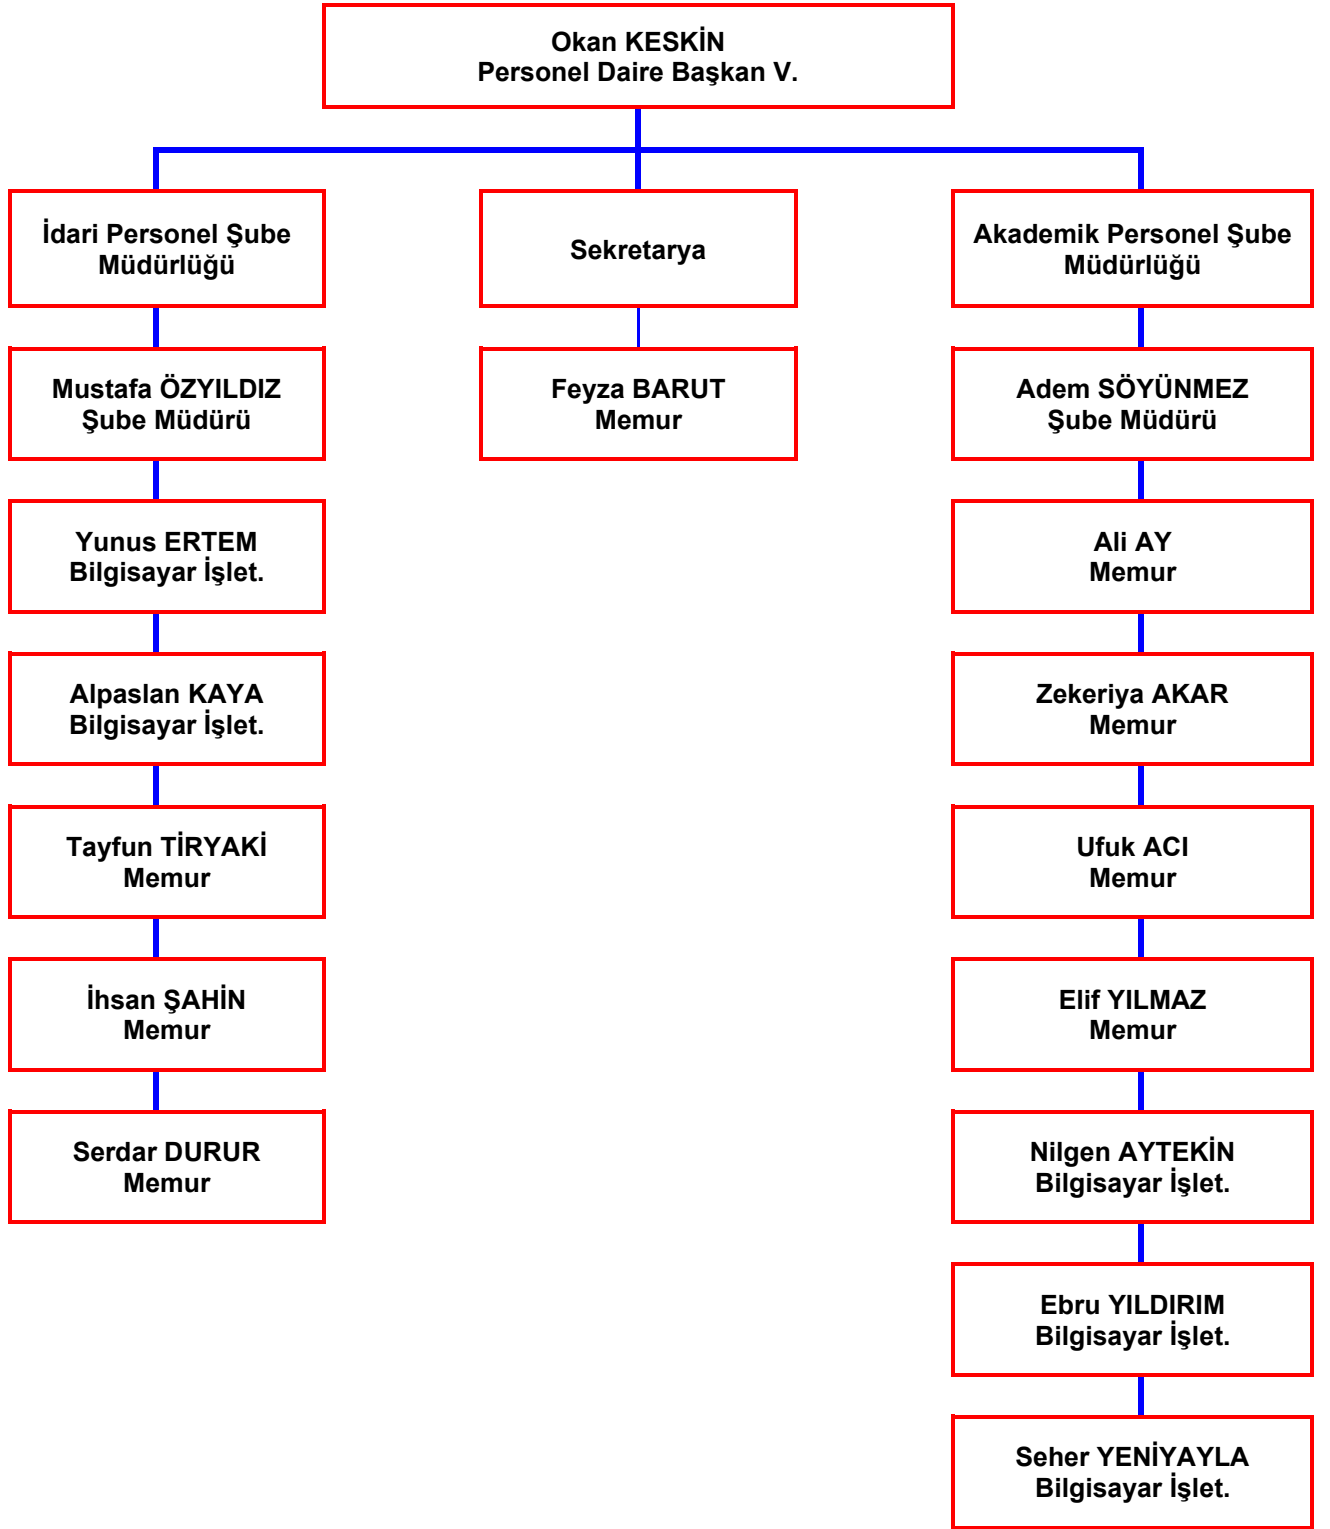 Okan KESKİN
Personel Daire Başkan V.
İdari Personel Şube
Müdürlüğü
Sekretarya
Akademik Personel Şube
Müdürlüğü
Mustafa ÖZYILDIZ
Şube Müdürü
Feyza BARUT
Memur
Adem SÖYÜNMEZ
Şube Müdürü
Yunus ERTEM
Bilgisayar İşlet.
Ali AY
Memur
Alpaslan KAYA
Bilgisayar İşlet.
Zekeriya AKAR
Memur
Tayfun TİRYAKİ
Memur
Ufuk ACI
Memur
İhsan ŞAHİN
Memur
Elif YILMAZ
Memur
Serdar DURUR
Memur
Nilgen AYTEKİN
Bilgisayar İşlet.
Ebru YILDIRIM
Bilgisayar İşlet.
Seher YENİYAYLA
Bilgisayar İşlet.